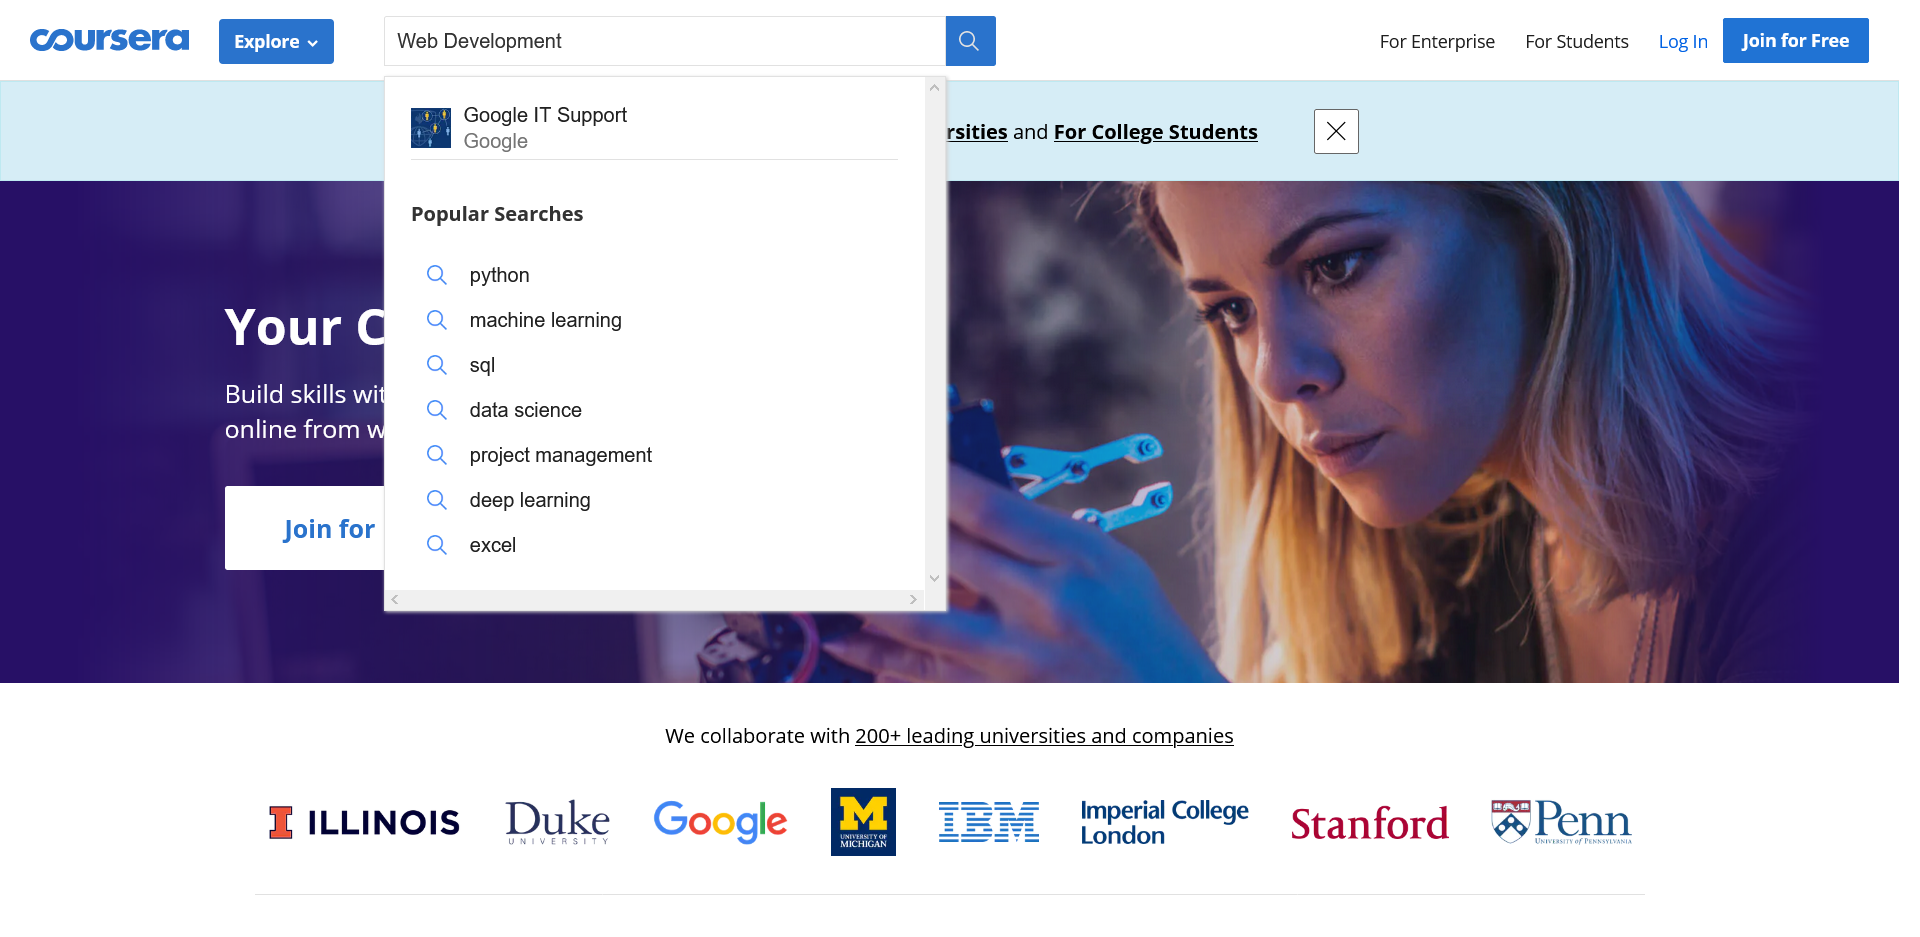 coursera
Explore
Web Development
For Enterprise
For Students
Log In
Join for Free
Google IT Support
Google
rsities and For College Students
Popular Searches
python
machine learning
sql
data science
project management
deep learning
excel
Your C
Build skills wit
online from w
Join for
We collaborate with 200+ leading universities and companies
ILLINOIS
Duke
UNIVERSITY
Google
M
UNIVERSITY OF
MICHIGAN
IBM
Imperial College
London
Stanford
Penn
UNIVERSITY of PENNSYLVANIA